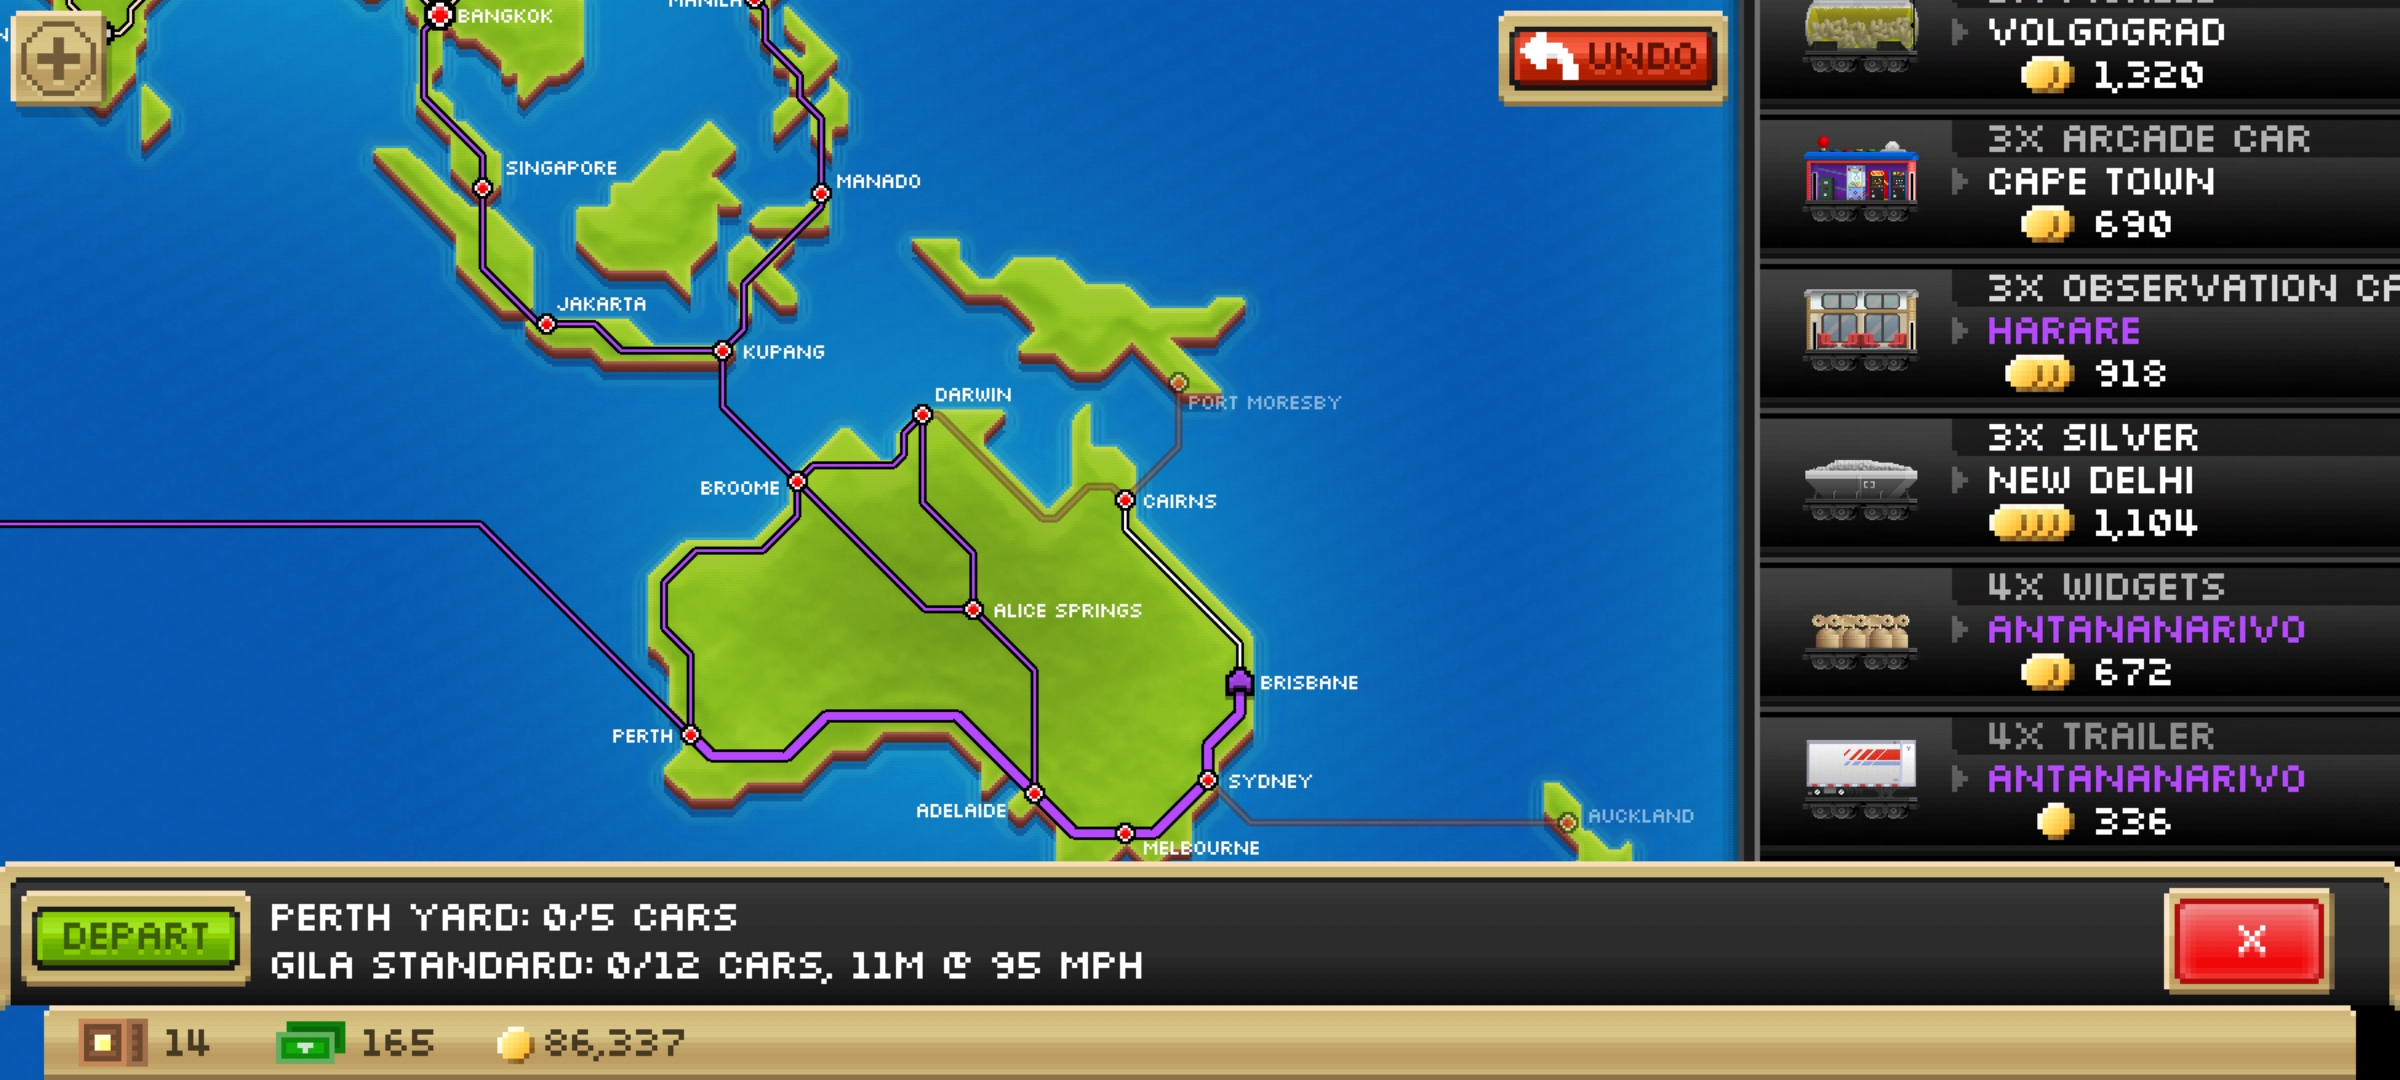 BANGKOK
MANILA
UNDO
SINGAPORE
MANADO
JAKARTA
KUPANG
DARWIN
PORT MORESBY
BROOME
CAIRNS
ALICE SPRINGS
BRISBANE
PERTH
SYDNEY
ADELAIDE
AUCKLAND
MELBOURNE
VOLGOGRAD
1,320
3X ARCADE CAR
CAPE TOWN
690
3X OBSERVATION CA
HARARE
918
3X SILVER
NEW DELHI
1,104
4X WIDGETS
ANTANANARIVO
672
4X TRAILER
ANTANANARIVO
336
DEPART
PERTH YARD: 0/5 CARS
GILA STANDARD: 0/12 CARS, 11M @ 95 MPH
X
14
165
86,337